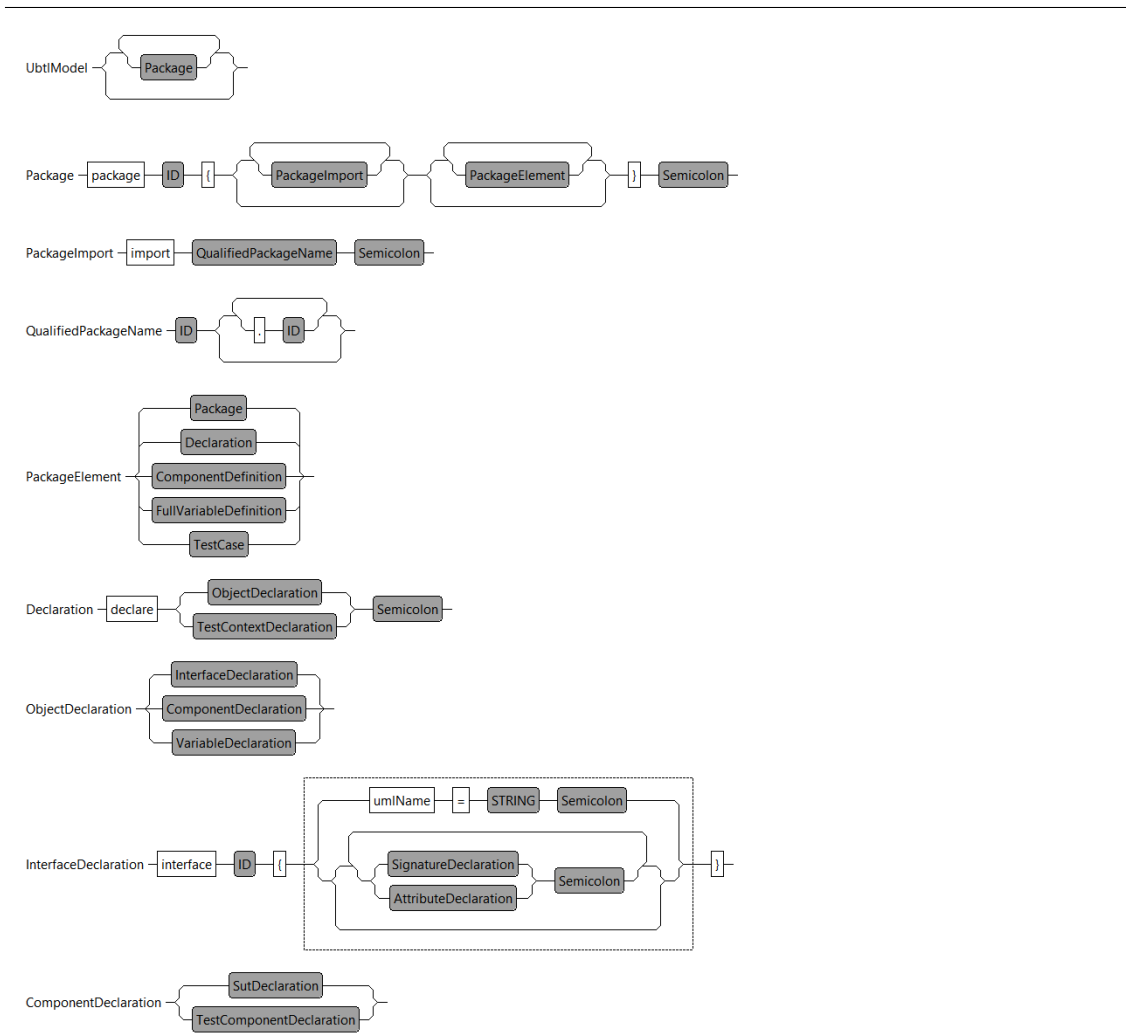 UbtlModel Package
Package package ID { PackageImport PackageElement } Semicolon
PackageImport import QualifiedPackageName Semicolon
QualifiedPackageName ID . ID
Package
Declaration
PackageElement ComponentDefinition
FullVariableDefinition
TestCase
ObjectDeclaration
Declaration declare Semicolon
TestContextDeclaration
InterfaceDeclaration
ObjectDeclaration ComponentDeclaration
VariableDeclaration
umlName = STRING Semicolon
InterfaceDeclaration interface ID { SignatureDeclaration }
Semicolon
AttributeDeclaration
SutDeclaration
ComponentDeclaration
TestComponentDeclaration